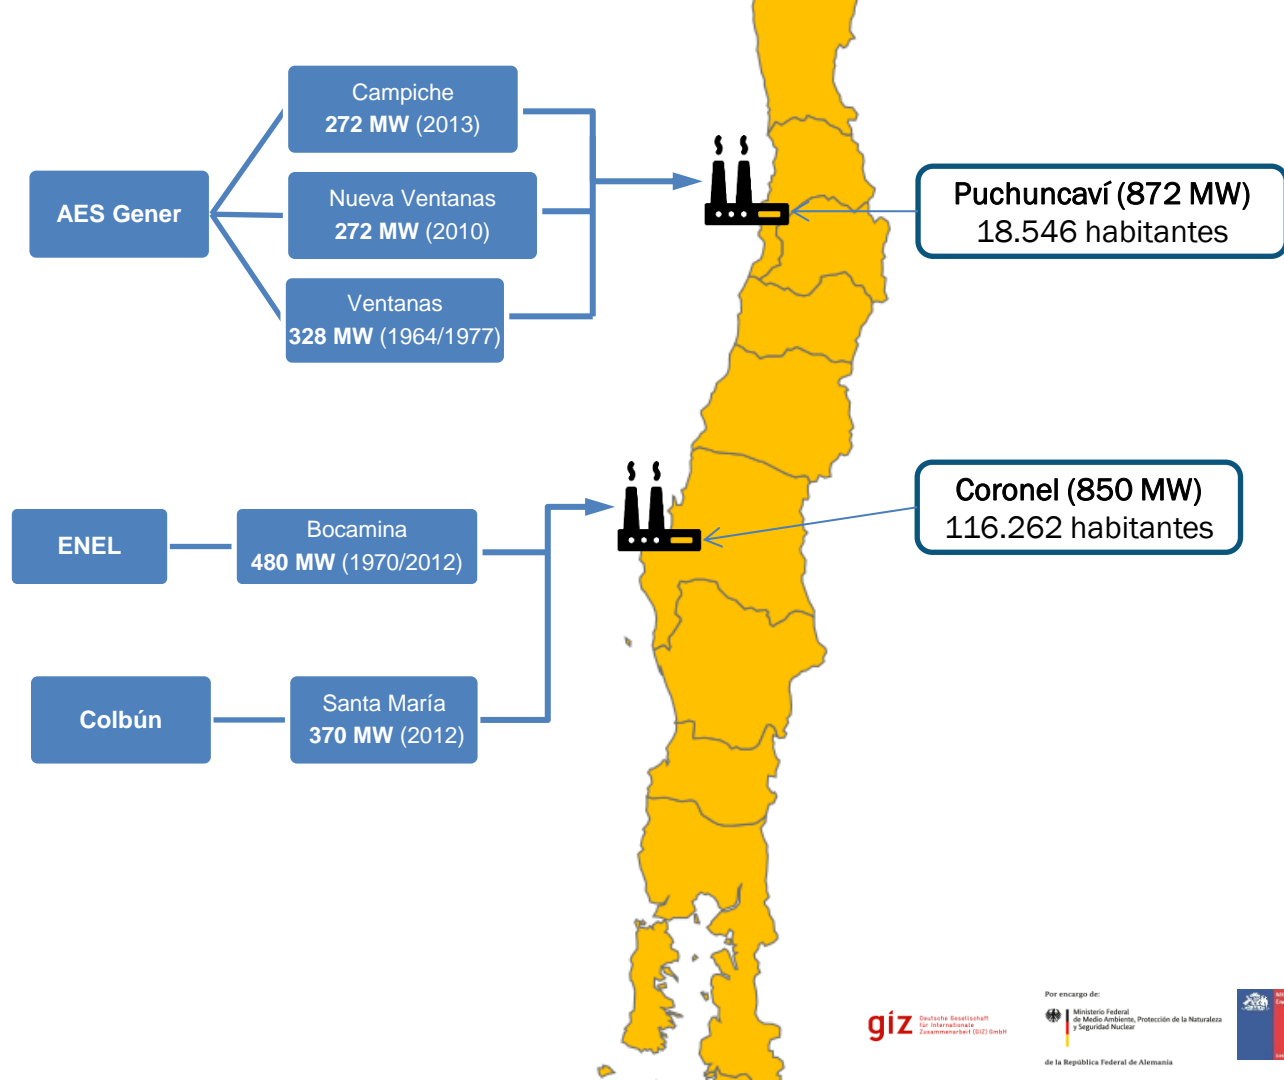 Campiche
272 MW (2013)
AES Gener
Nueva Ventanas
272 MW (2010)
Ventanas
328 MW (1964/1977)
Puchuncaví (872 MW)
18.546 habitantes
ENEL
Bocamina
480 MW (1970/2012)
Coronel (850 MW)
116.262 habitantes
Colbún
Santa María
370 MW (2012)
giz
Deutsche Gesellschaft
für Internationale
Zusammenarbeit (GIZ) GmbH
Por encargo de:
Ministerio Federal
de Medio Ambiente, Protección de la Naturaleza
y Seguridad Nuclear
de la República Federal de Alemania